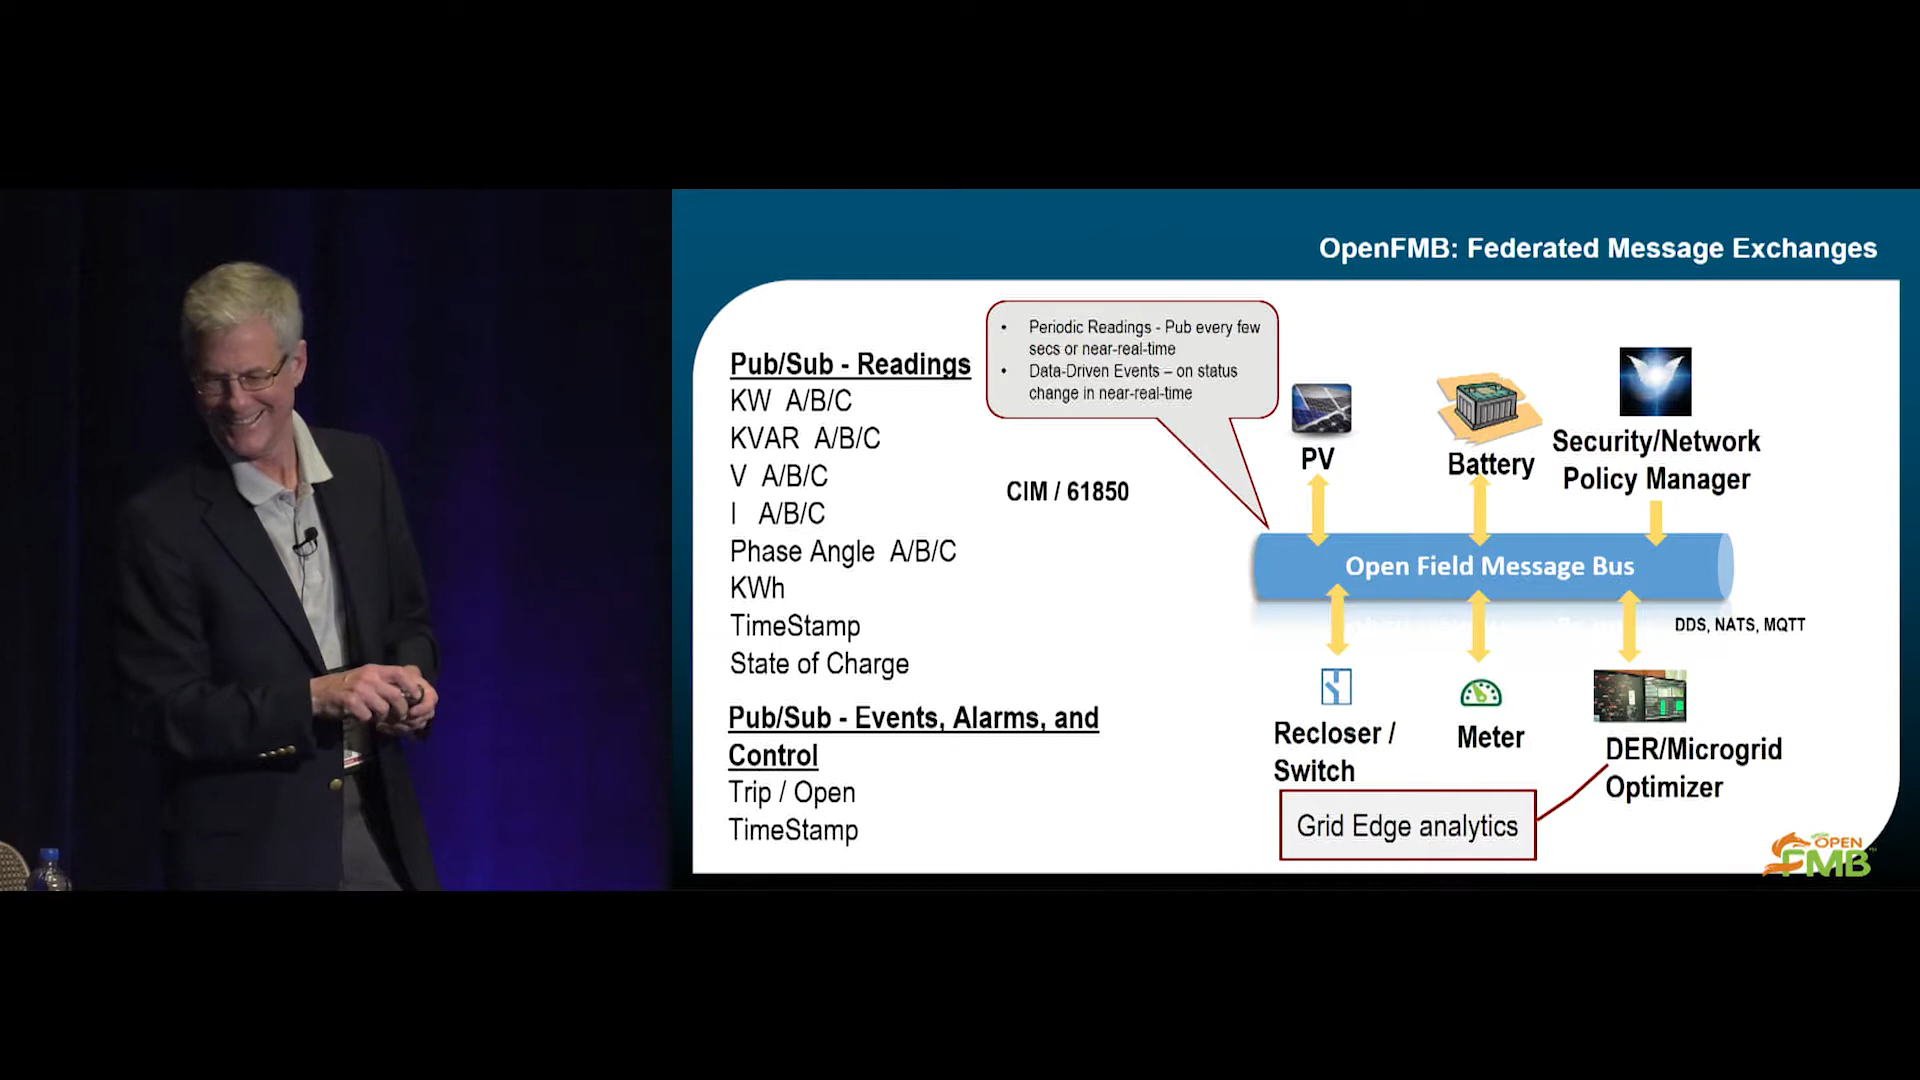 OpenFMB: Federated Message Exchanges
• Periodic Readings - Pub every few
secs or near-real-time
• Data-Driven Events – on status
change in near-real-time
Pub/Sub - Readings
KW A/B/C
KVAR A/B/C
V A/B/C
I A/B/C
Phase Angle A/B/C
KWh
TimeStamp
State of Charge
Pub/Sub - Events, Alarms, and
Control
Trip / Open
TimeStamp
CIM / 61850
PV
Battery
Security/Network
Policy Manager
Open Field Message Bus
DDS, NATS, MQTT
Recloser /
Switch
Meter
DER/Microgrid
Optimizer
Grid Edge analytics
OPEN
FMB